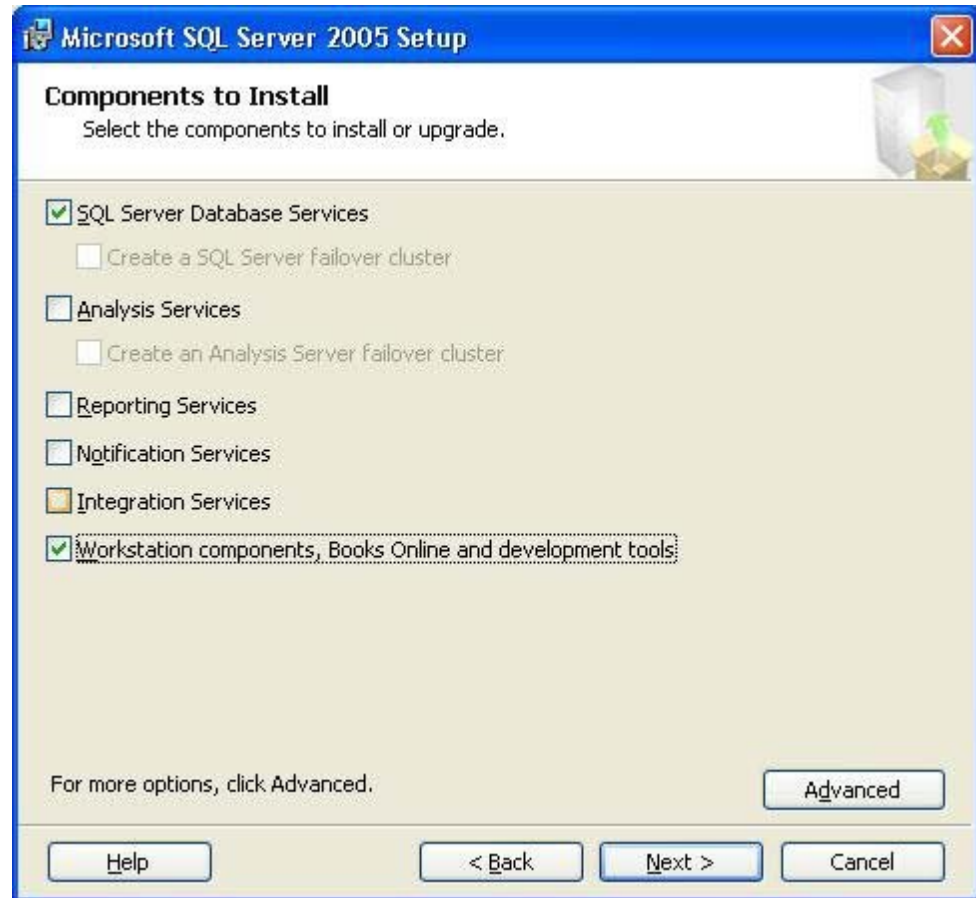 Microsoft SQL Server 2005 Setup
Components to Install
Select the components to install or upgrade.
SQL Server Database Services
Create a SQL Server failover cluster
Analysis Services
Create an Analysis Server failover cluster
Reporting Services
Notification Services
Integration Services
Workstation components, Books Online and development tools
For more options, click Advanced.
Advanced
Help
< Back
Next >
Cancel